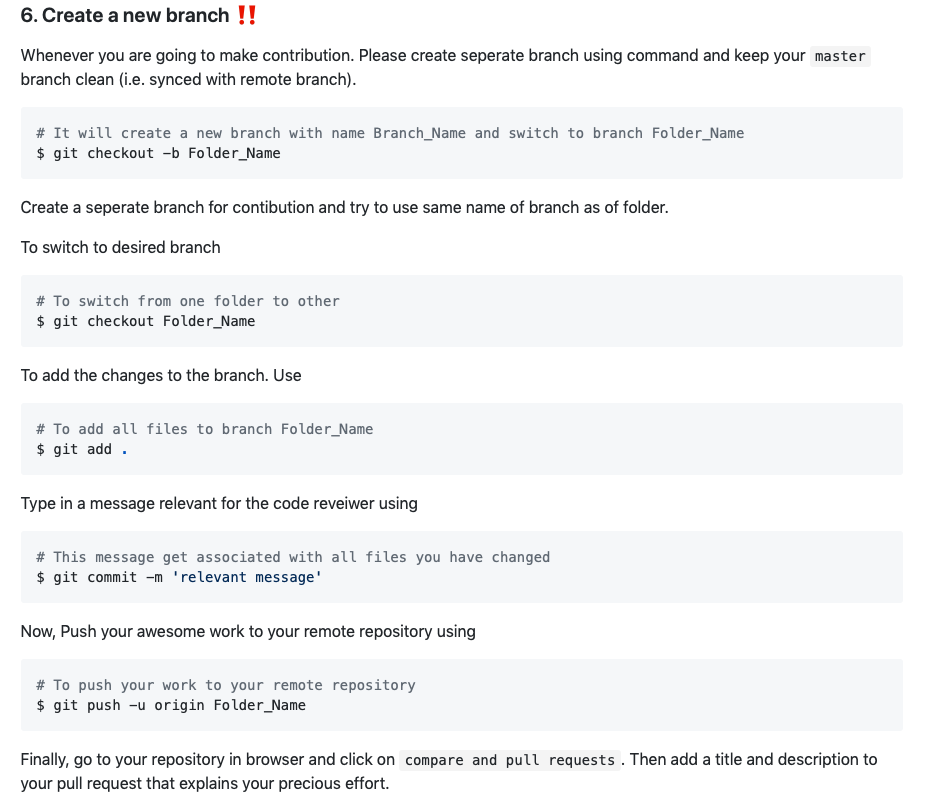 6. Create a new branch ‼️
Whenever you are going to make contribution. Please create seperate branch using command and keep your master
branch clean (i.e. synced with remote branch).
# It will create a new branch with name Branch_Name and switch to branch Folder_Name
$ git checkout -b Folder_Name
Create a seperate branch for contibution and try to use same name of branch as of folder.
To switch to desired branch
# To switch from one folder to other
$ git checkout Folder_Name
To add the changes to the branch. Use
# To add all files to branch Folder_Name
$ git add .
Type in a message relevant for the code reveiwer using
# This message get associated with all files you have changed
$ git commit -m 'relevant message'
Now, Push your awesome work to your remote repository using
# To push your work to your remote repository
$ git push -u origin Folder_Name
Finally, go to your repository in browser and click on compare and pull requests . Then add a title and description to
your pull request that explains your precious effort.